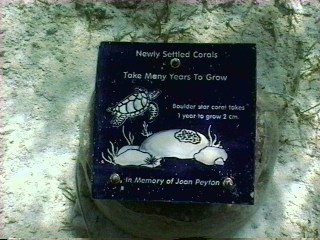 Newly Settled Corals
Take Many Years To Grow
Boulder star coral takes
1 year to grow 2 cm.
In Memory of Joan Peyton